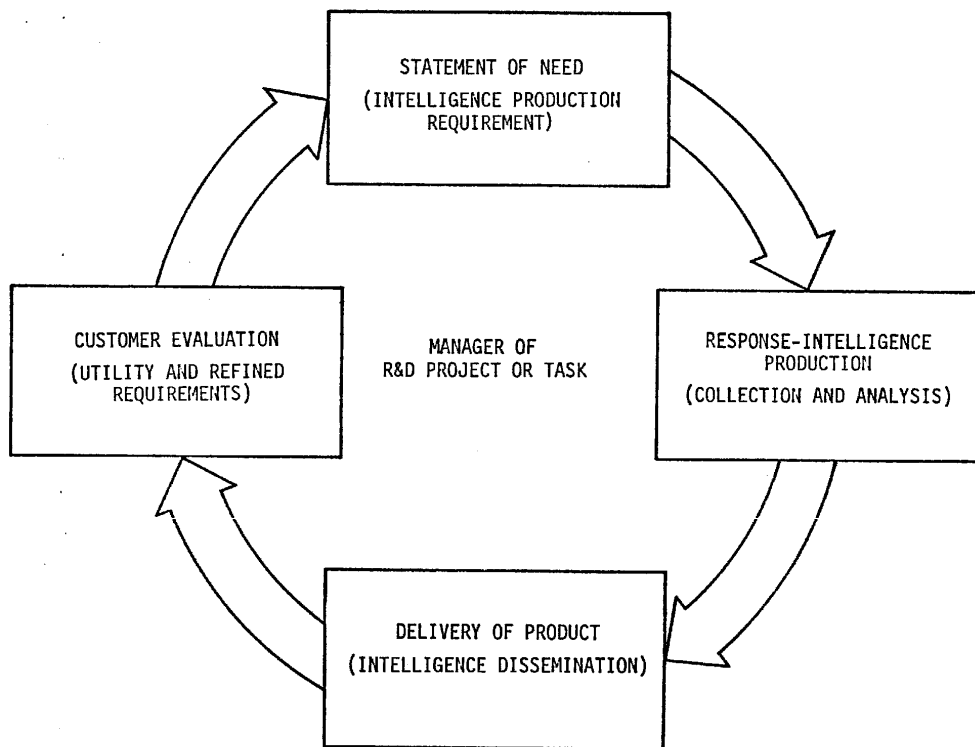 STATEMENT OF NEED
(INTELLIGENCE PRODUCTION
REQUIREMENT)
CUSTOMER EVALUATION
(UTILITY AND REFINED
REQUIREMENTS)
MANAGER OF
R&D PROJECT OR TASK
RESPONSE-INTELLIGENCE
PRODUCTION
(COLLECTION AND ANALYSIS)
DELIVERY OF PRODUCT
(INTELLIGENCE DISSEMINATION)